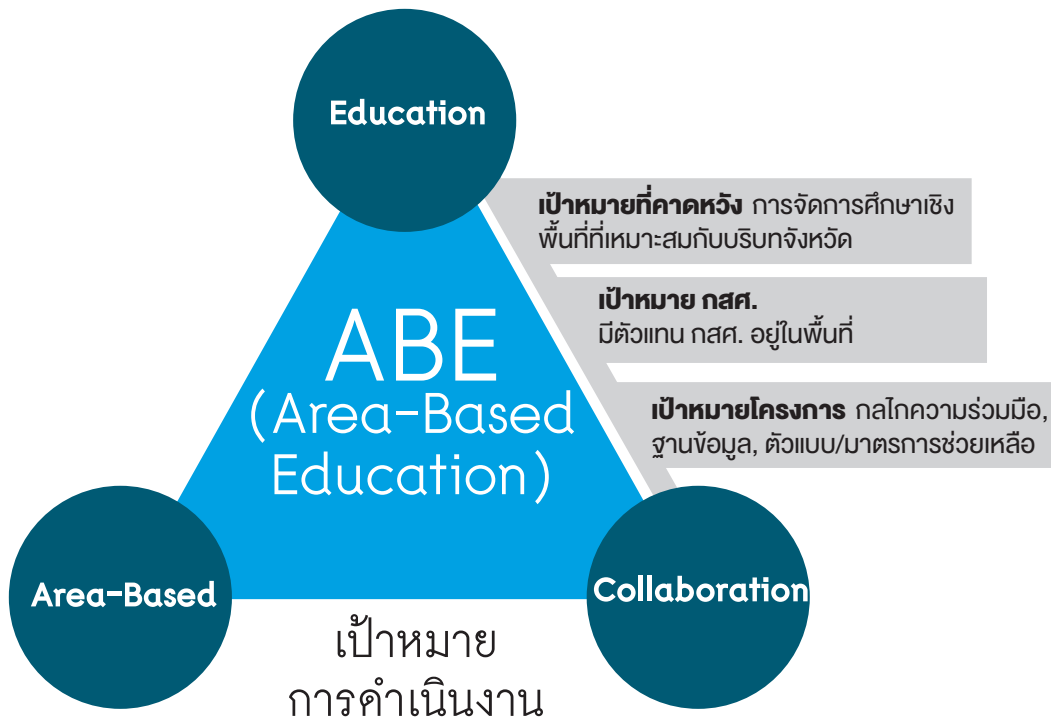 Education
เป้าหมายที่คาดหวัง การจัดการศึกษาเชิง
พื้นที่ที่เหมาะสมกับบริบทจังหวัด
เป้าหมาย กสศ.
มีตัวแทน กสศ. อยู่ในพื้นที่
เป้าหมายโครงการ กลไกความร่วมมือ,
ฐานข้อมูล, ตัวแบบ/มาตรการช่วยเหลือ
ABE
(Area-Based
Education)
Area-Based
Collaboration
เป้าหมาย
การดำเนินงาน